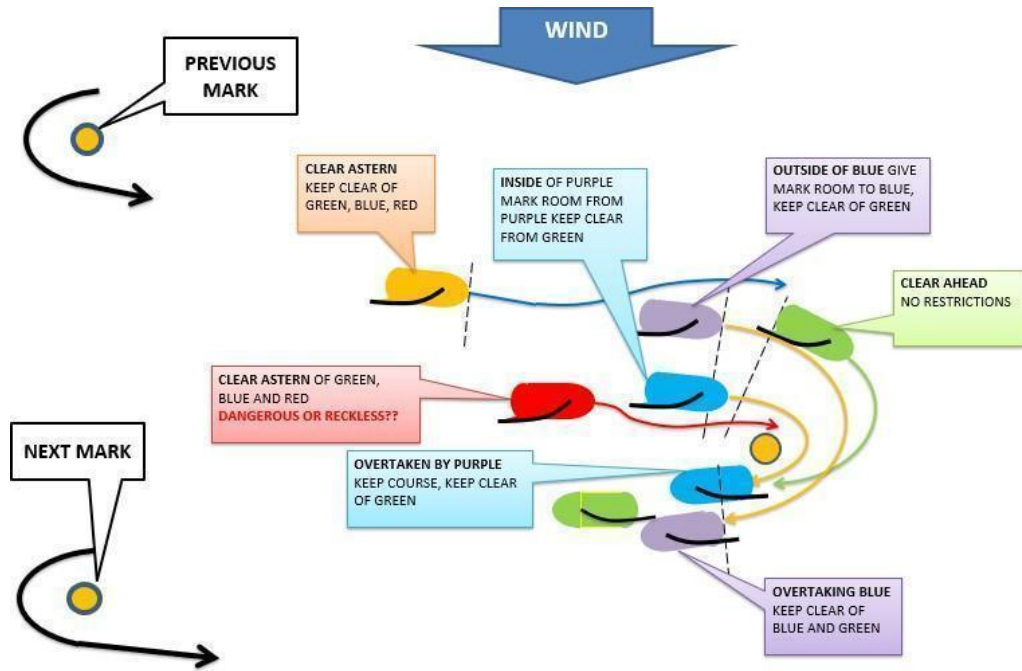 WIND
PREVIOUS
MARK
CLEAR ASTERN
KEEP CLEAR OF
GREEN, BLUE, RED
INSIDE OF PURPLE
MARK ROOM FROM
PURPLE KEEP CLEAR
FROM GREEN
OUTSIDE OF BLUE GIVE
MARK ROOM TO BLUE,
KEEP CLEAR OF GREEN
CLEAR AHEAD
NO RESTRICTIONS
CLEAR ASTERN OF GREEN,
BLUE AND RED
DANGEROUS OR RECKLESS??
NEXT MARK
OVERTAKEN BY PURPLE
KEEP COURSE, KEEP CLEAR
OF GREEN
OVERTAKING BLUE
KEEP CLEAR OF
BLUE AND GREEN